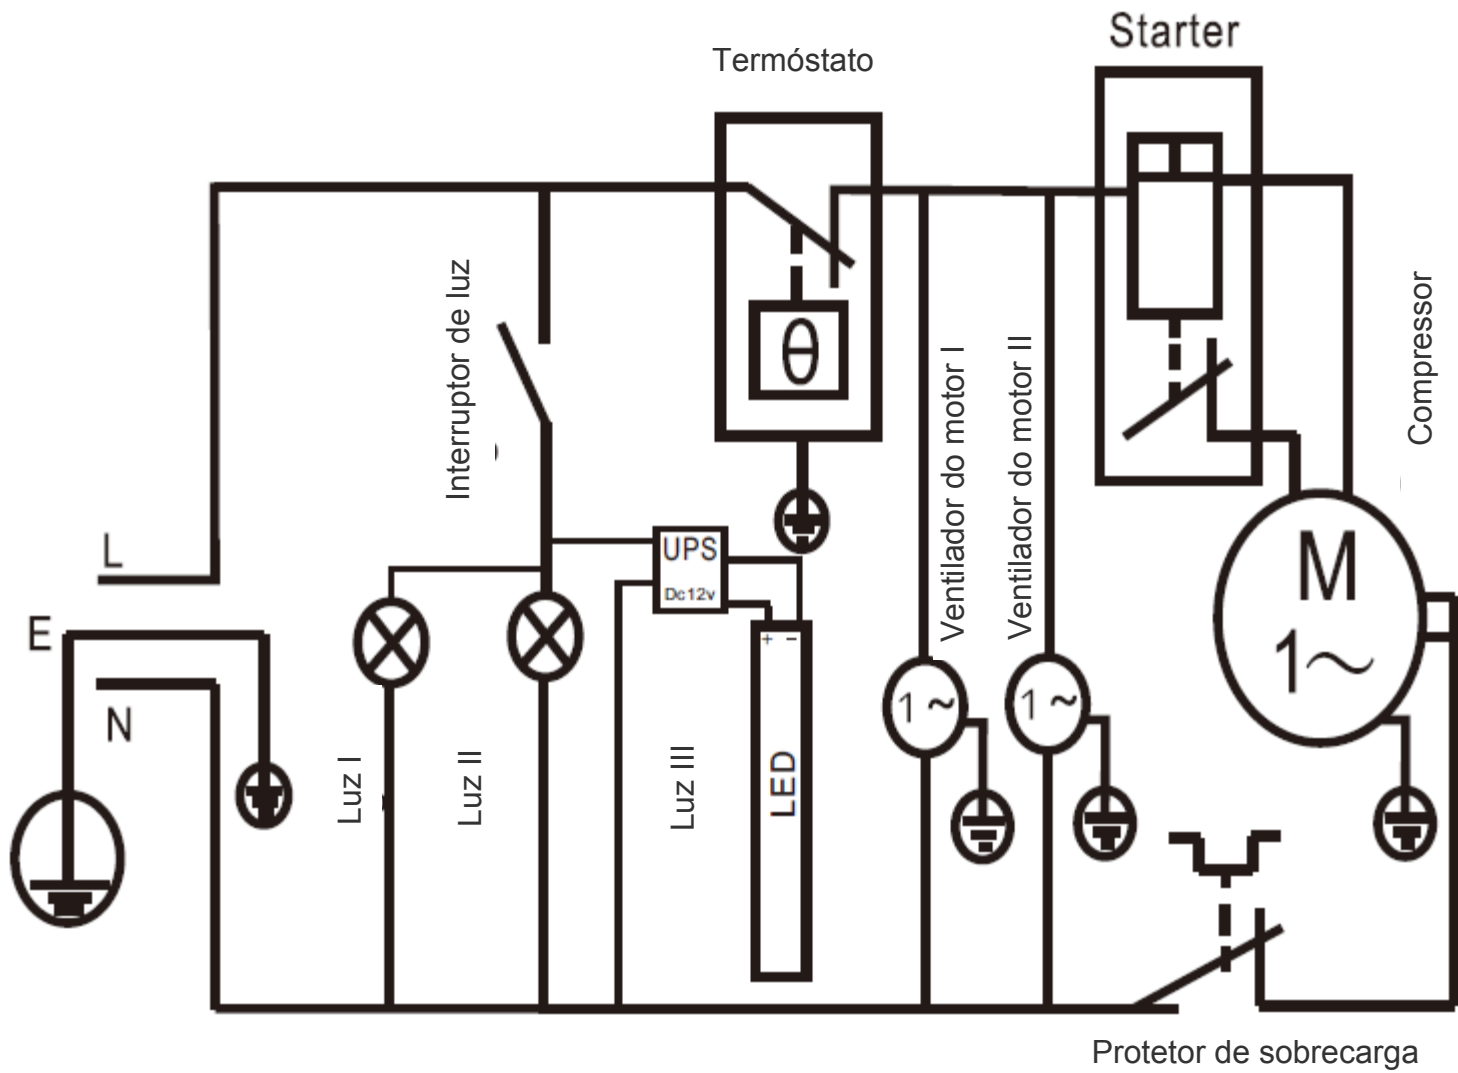 Starter
Termóstato
Interruptor de luz
θ
Compressor
Ventilador do motor I
Ventilador do motor II
L
UPS
Dc12v
M
1~
E
+ −
N
1~
1~
Luz I
Luz II
Luz III
LED
Protetor de sobrecarga